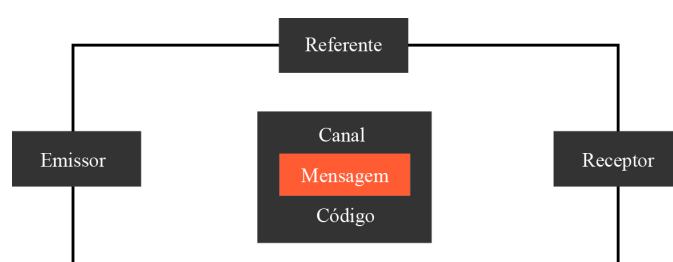 Referente
Canal
Emissor
Mensagem
Receptor
Código